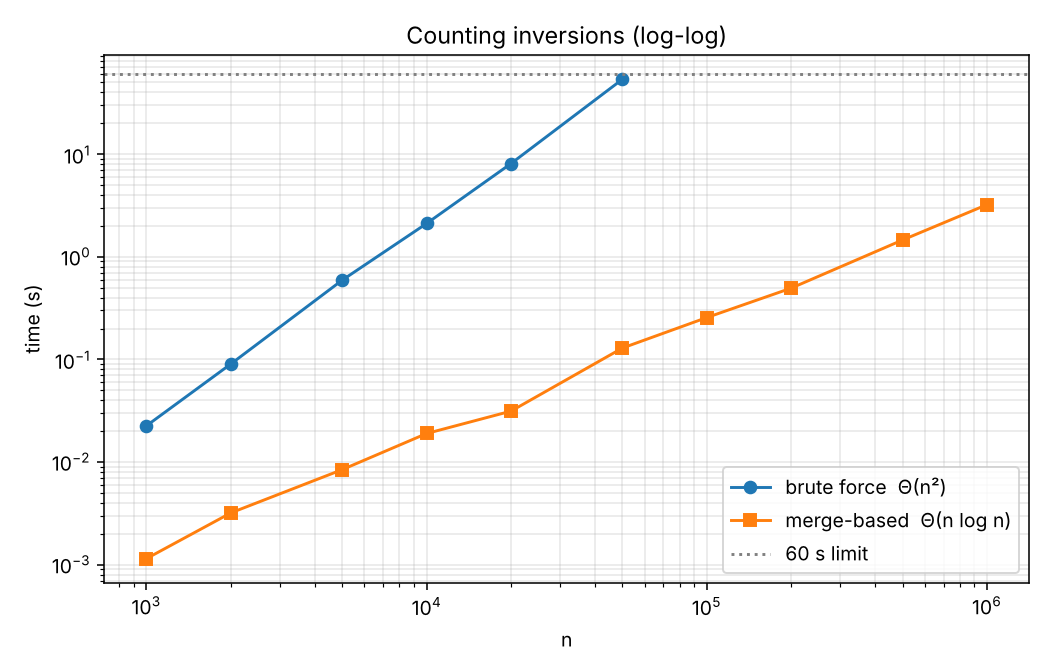 Counting inversions (log-log)
time (s)
10¹
10⁰
10⁻¹
10⁻²
10⁻³
brute force Θ(n²)
merge-based Θ(n log n)
60 s limit
10³ 10⁴ 10⁵ 10⁶
n